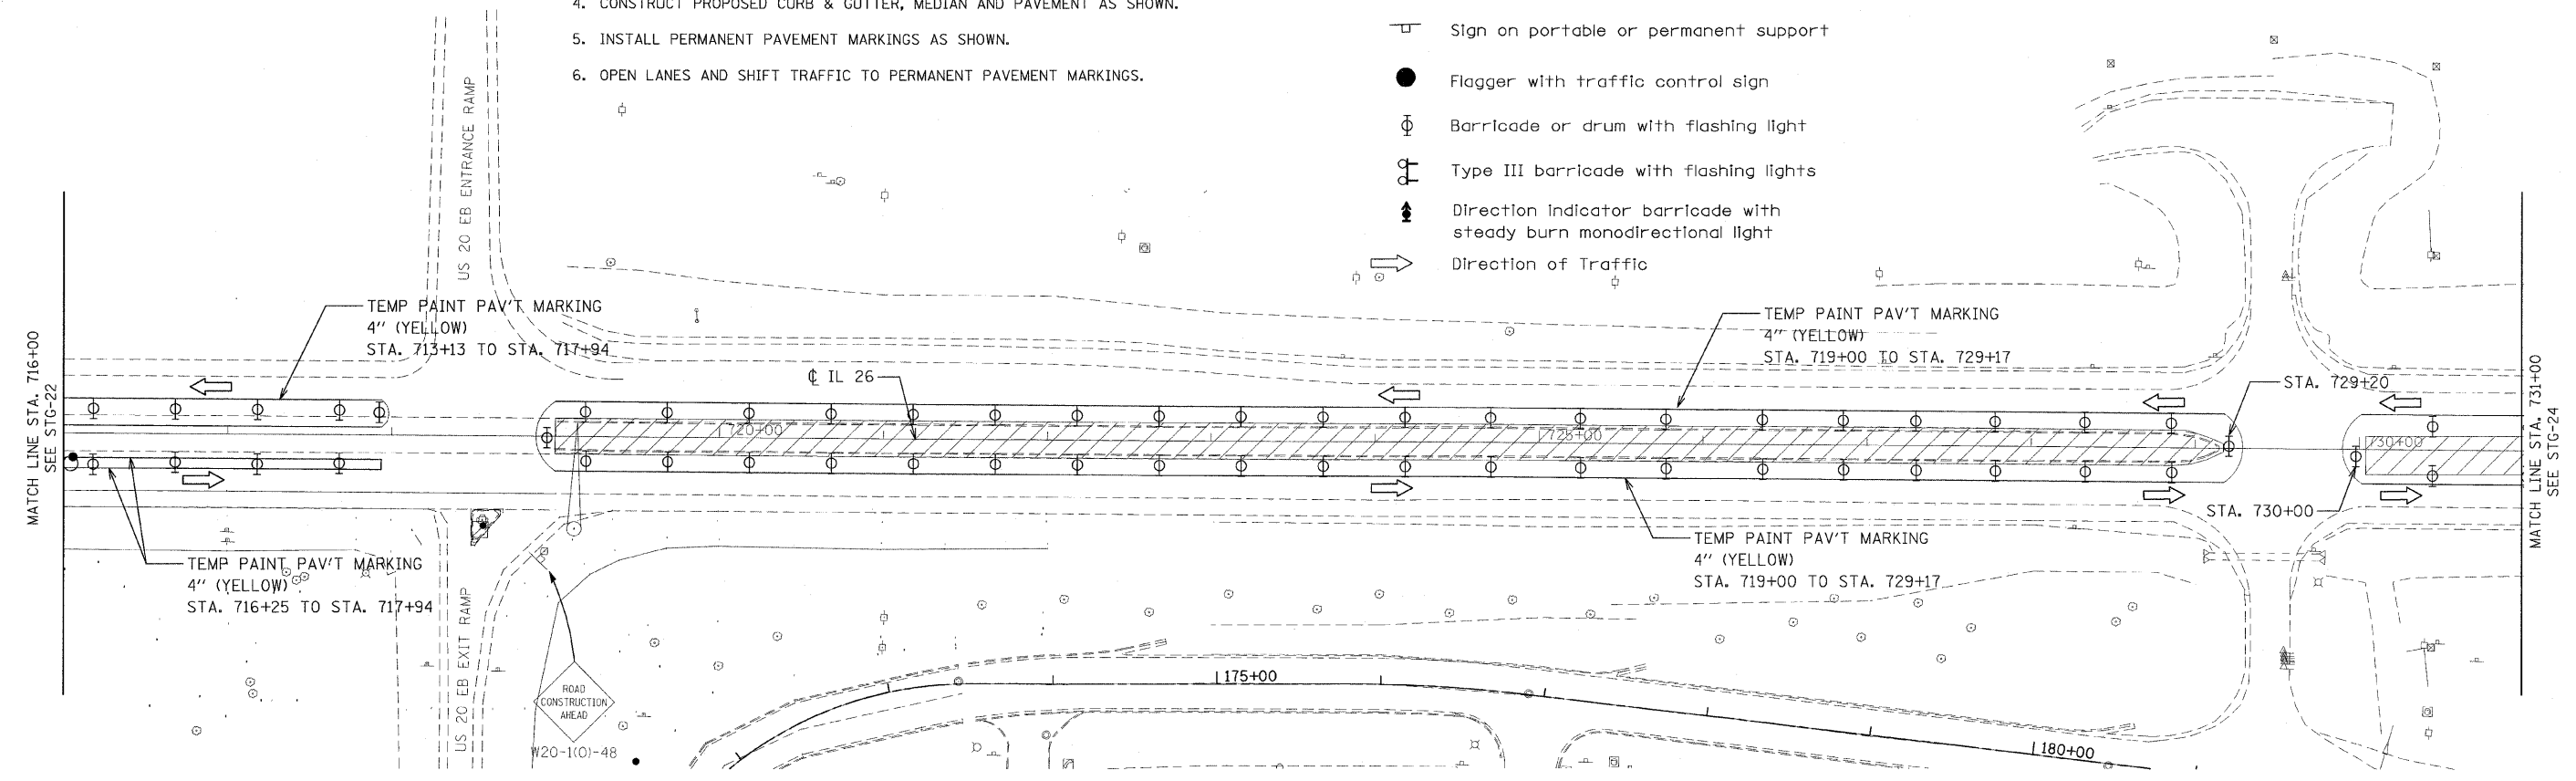 4. CONSTRUCT PROPOSED CURB & GUTTER, MEDIAN AND PAVEMENT AS SHOWN.
5. INSTALL PERMANENT PAVEMENT MARKINGS AS SHOWN.
6. OPEN LANES AND SHIFT TRAFFIC TO PERMANENT PAVEMENT MARKINGS.
Sign on portable or permanent support
Flagger with traffic control sign
Barricade or drum with flashing light
Type III barricade with flashing lights
Direction indicator barricade with
steady burn monodirectional light
Direction of Traffic
US 20 EB ENTRANCE RAMP
MATCH LINE STA. 716+00
SEE STG-22
TEMP PAINT PAV'T MARKING
4" (YELLOW)
STA. 713+13 TO STA. 717+94
℄ IL 26
TEMP PAINT PAV'T MARKING
4" (YELLOW)
STA. 719+00 TO STA. 729+17
STA. 729+20
720+00
725+00
730+00
MATCH LINE STA. 731+00
SEE STG-24
STA. 730+00
TEMP PAINT PAV'T MARKING
4" (YELLOW)
STA. 716+25 TO STA. 717+94
TEMP PAINT PAV'T MARKING
4" (YELLOW)
STA. 719+00 TO STA. 729+17
US 20 EB EXIT RAMP
ROAD
CONSTRUCTION
AHEAD
W20-1(O)-48
175+00
180+00